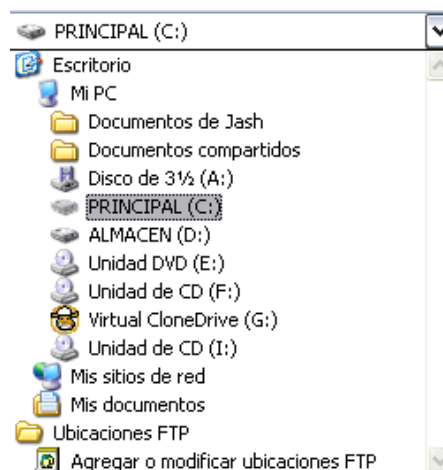 PRINCIPAL (C:)
Escritorio
Mi PC
Documentos de Jash
Documentos compartidos
Disco de 3½ (A:)
PRINCIPAL (C:)
ALMACEN (D:)
Unidad DVD (E:)
Unidad de CD (F:)
Virtual CloneDrive (G:)
Unidad de CD (I:)
Mis sitios de red
Mis documentos
Ubicaciones FTP
Agregar o modificar ubicaciones FTP